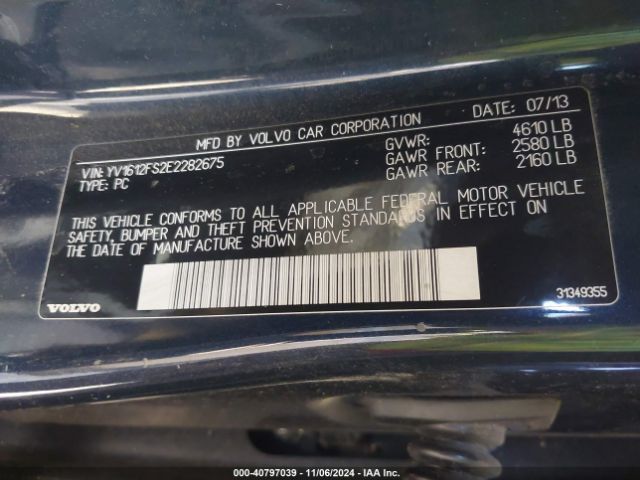 MFD BY VOLVO CAR CORPORATION DATE: 07/13
VIN: YV1612FS2E2282675 GVWR: 4610 LB
TYPE: PC GAWR FRONT: 2580 LB
GAWR REAR: 2160 LB
THIS VEHICLE CONFORMS TO ALL APPLICABLE FEDERAL MOTOR VEHICLE
SAFETY, BUMPER AND THEFT PREVENTION STANDARDS IN EFFECT ON
THE DATE OF MANUFACTURE SHOWN ABOVE.
VOLVO 31349355
000-40797039 - 11/06/2024 - IAA Inc.